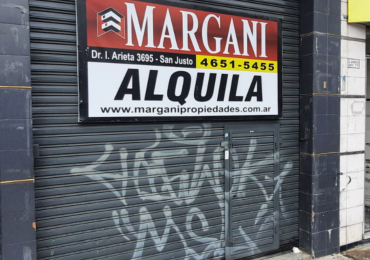 MARGANI
Dr. I. Arieta 3695 - San Justo
4651-5455
ALQUILA
www.marganipropiedades.com.ar